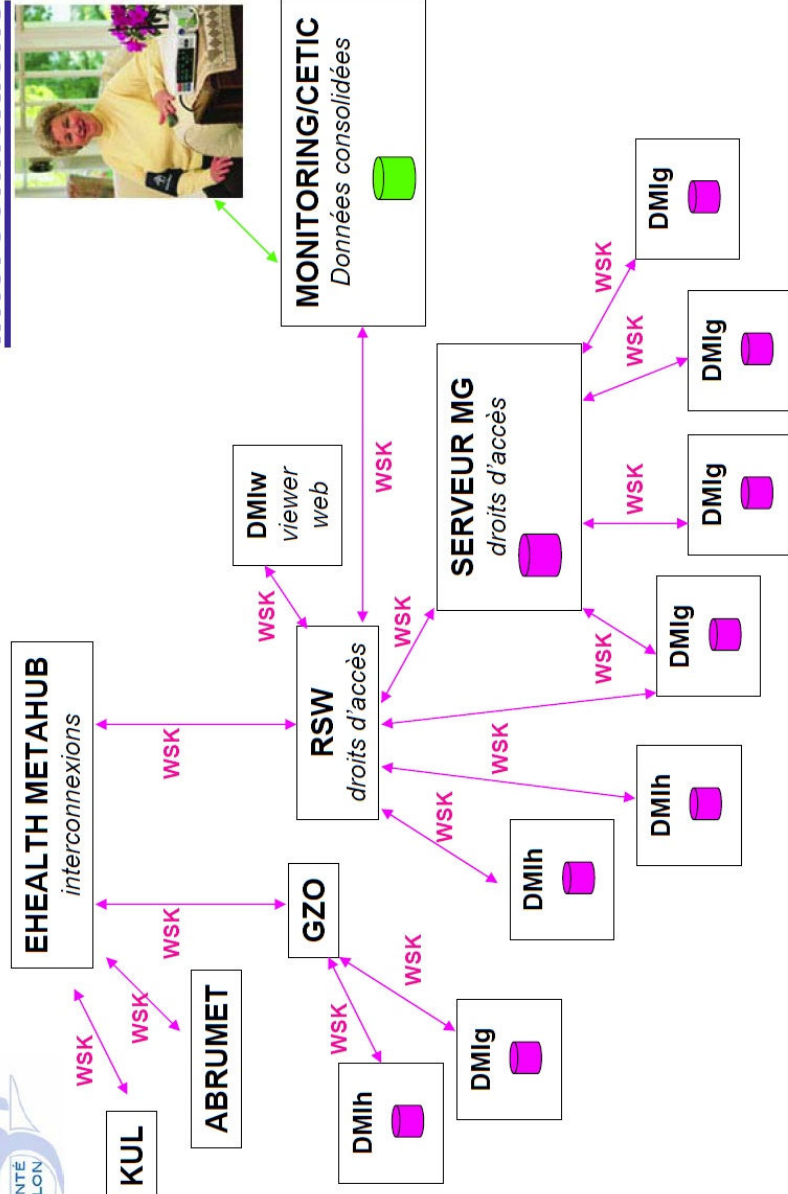 NTÉ
LON
EHEALTH METAHUB
interconnexions
WSK
WSK
WSK
WSK
KUL
ABRUMET
GZO
RSW
droits d'accès
WSK
DMIw
viewer
web
MONITORING/CETIC
Données consolidées
WSK
WSK
WSK
DMIh
DMIg
WSK
WSK
WSK
DMIh
DMIh
SERVEUR MG
droits d'accès
WSK
WSK
WSK
WSK
DMIg
DMIg
DMIg
DMIg